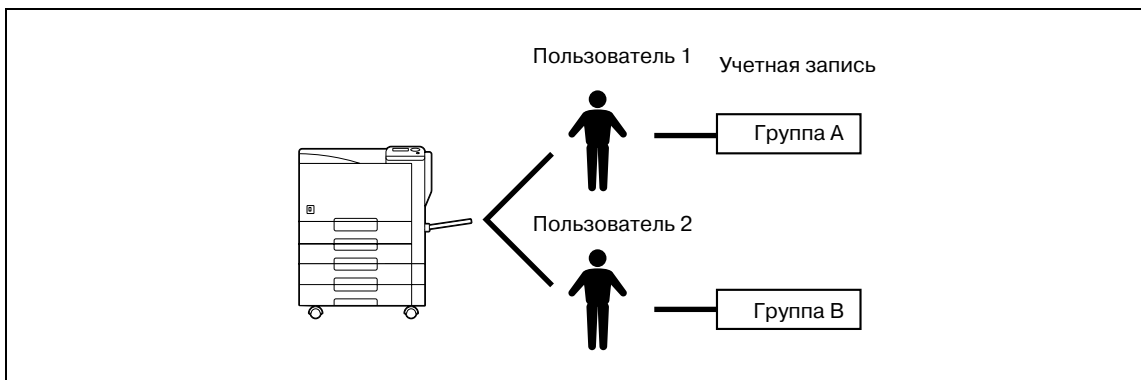 Пользователь 1
Учетная запись
Группа A
Пользователь 2
Группа B